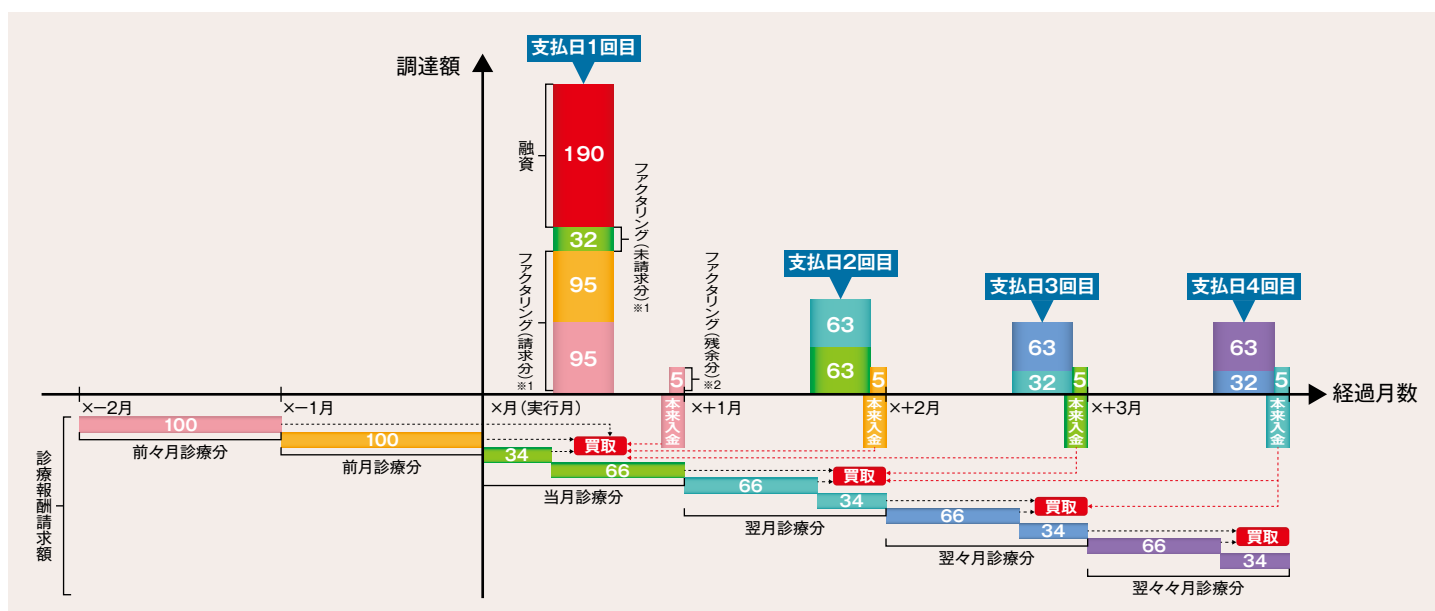 支払日1回目
調達額
190
融資
ファクタリング(未請求分)※1
32
95
ファクタリング(請求分)※1
95
ファクタリング(残余分)※2
支払日2回目
支払日3回目
支払日4回目
63
63
63
63
32
32
5
5
5
5
経過月数
×−2月
×−1月
×月(実行月)
×+1月
×+2月
×+3月
本来入金
本来入金
本来入金
本来入金
診療報酬請求額
100
前々月診療分
100
前月診療分
買取
34
66
当月診療分
買取
66
34
翌月診療分
買取
66
34
翌々月診療分
買取
66
34
翌々々月診療分